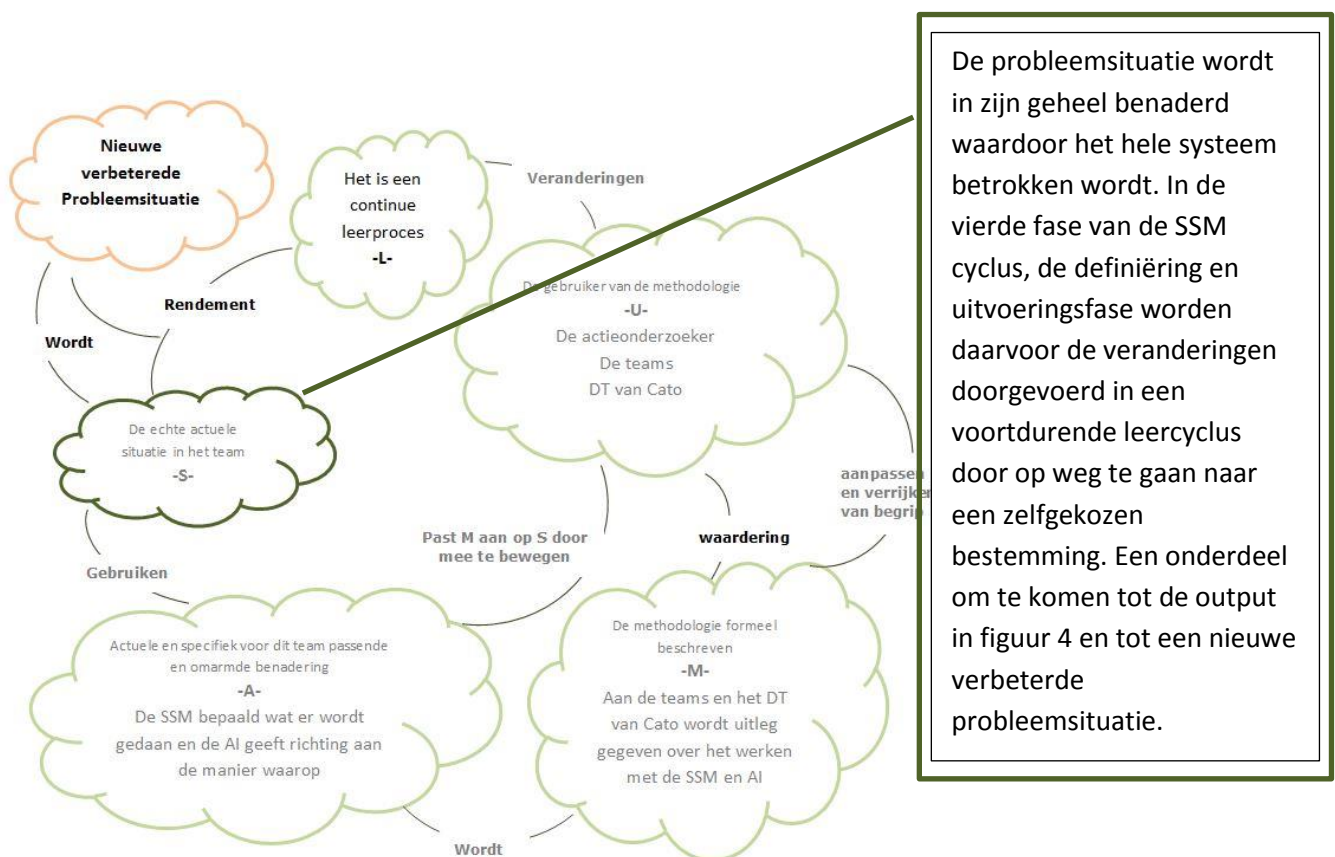 Nieuwe
verbeterede
Probleemsituatie
Het is een
continue
leerproces
-L-
Veranderingen
Rendement
Wordt
De gebruiker van de methodologie
-U-
De actieonderzoeker
De teams
DT van Cato
De echte actuele
situatie in het team
-S-
aanpassen
en verrijken
van begrip
Past M aan op S door
mee te bewegen
waardering
Gebruiken
Actuele en specifiek voor dit team passende
en omarmde benadering
-A-
De SSM bepaald wat er wordt
gedaan en de AI geeft richting aan
de manier waarop
De methodologie formeel
beschreven
-M-
Aan de teams en het DT
van Cato wordt uitleg
gegeven over het werken
met de SSM en AI
Wordt
De probleemsituatie wordt
in zijn geheel benaderd
waardoor het hele systeem
betrokken wordt. In de
vierde fase van de SSM
cyclus, de definiëring en
uitvoeringsfase worden
daarvoor de veranderingen
doorgevoerd in een
voortdurende leercyclus
door op weg te gaan naar
een zelfgekozen
bestemming. Een onderdeel
om te komen tot de output
in figuur 4 en tot een nieuwe
verbeterde
probleemsituatie.